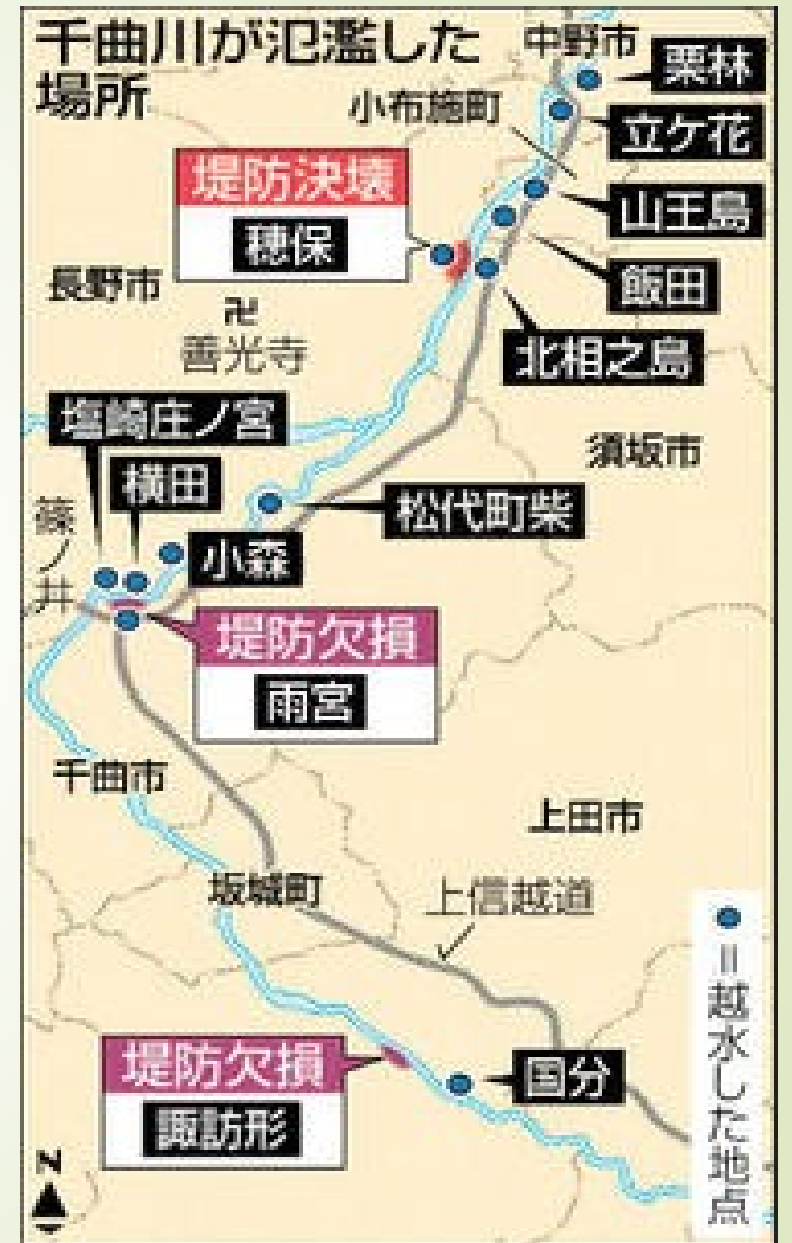 千曲川が氾濫した
場所
中野市
栗林
小布施町
立ケ花
堤防決壊
穂保
山王島
飯田
長野市
卍
善光寺
北相之島
塩崎庄ノ宮
須坂市
横田
松代町柴
篠ノ井
小森
堤防欠損
雨宮
千曲市
上田市
坂城町
上信越道
●=越水した地点
堤防欠損
諏訪形
国分
N